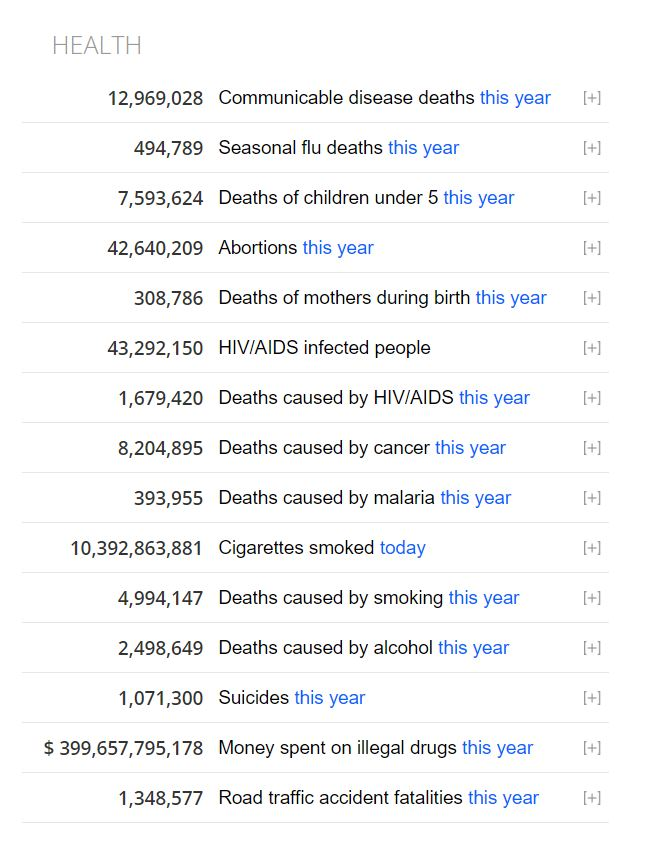 HEALTH
12,969,028 Communicable disease deaths this year [+]
494,789 Seasonal flu deaths this year [+]
7,593,624 Deaths of children under 5 this year [+]
42,640,209 Abortions this year [+]
308,786 Deaths of mothers during birth this year [+]
43,292,150 HIV/AIDS infected people [+]
1,679,420 Deaths caused by HIV/AIDS this year [+]
8,204,895 Deaths caused by cancer this year [+]
393,955 Deaths caused by malaria this year [+]
10,392,863,881 Cigarettes smoked today [+]
4,994,147 Deaths caused by smoking this year [+]
2,498,649 Deaths caused by alcohol this year [+]
1,071,300 Suicides this year [+]
$ 399,657,795,178 Money spent on illegal drugs this year [+]
1,348,577 Road traffic accident fatalities this year [+]